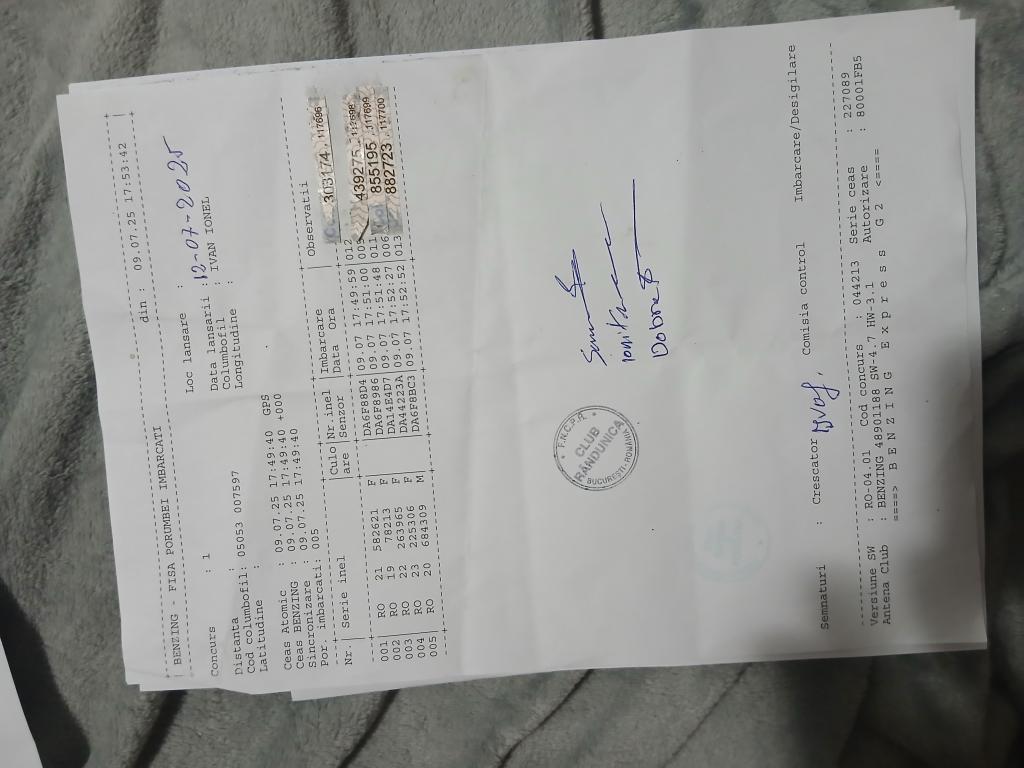 din : 09.07.25 17:53:42
BENZING - FISA PORUMBEI IMBARCATI
Concurs : 1 Loc lansare :
Distanta : Data lansarii : 12-07-2025
Cod columbofil: 05053 007597 Columbofil : IVAN IONEL
Latitudine : Longitudine :
Ceas Atomic : 09.07.25 17:49:40 GPS
Ceas BENZING : 09.07.25 17:49:40 +000
Sincronizare : 09.07.25 17:49:40
Por. imbarcati: 005
Nr. | Serie inel |Culo|Nr.inel|Imbarcare | Observatii
|are |Senzor |Data Ora |
001 RO 21 582621 F DA6F88D4 09.07 17:49:59 012 303174 117696
002 RO 19 78213 F DA6F8986 09.07 17:51:00 005 439275 117698
003 RO 22 263965 F DA14E4D7 09.07 17:51:48 011 855195 117699
004 RO 23 225306 F DA44223A 09.07 17:52:27 006 882723 117700
005 RO 20 684309 M DA6F8BC3 09.07 17:52:52 013
F.N.C.P.R.
CLUB
RÂNDUNICA
BUCUREȘTI-ROMÂNIA
Semnaturi : Crescator Comisia control Imbarcare/Desigilare
Versiune SW : RO-04.01 Cod concurs : 044213 Serie ceas : 227089
Antena Club : BENZING 48901188 SW-4.7 HW-3.1 Autorizare : 80001FB5
====> B E N Z I N G E x p r e s s G 2 <====